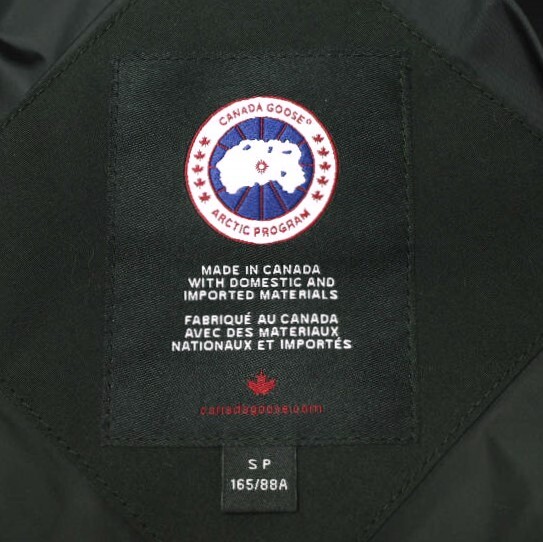 CANADA GOOSE®
ARCTIC PROGRAM
MADE IN CANADA
WITH DOMESTIC AND
IMPORTED MATERIALS
FABRIQUÉ AU CANADA
AVEC DES MATERIAUX
NATIONAUX ET IMPORTÉS
canadagoose.com
S P
165/88A